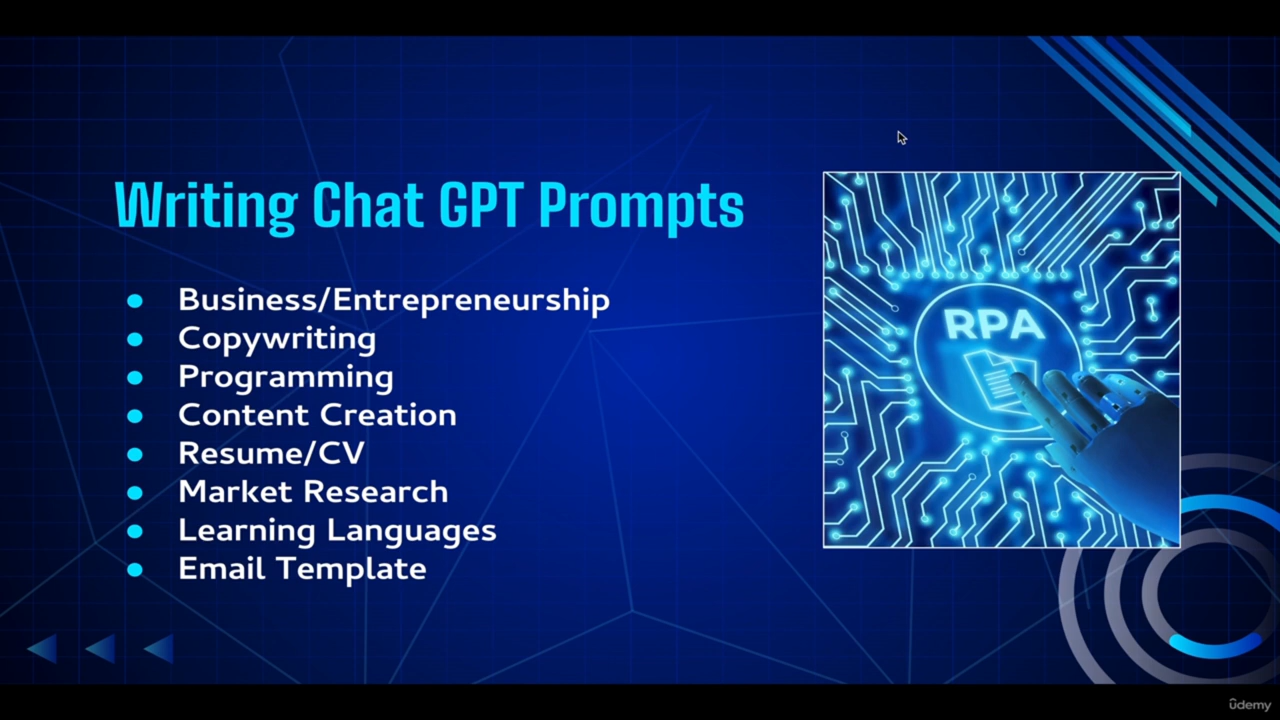 Writing Chat GPT Prompts
Business/Entrepreneurship
Copywriting
Programming
Content Creation
Resume/CV
Market Research
Learning Languages
Email Template
RPA
ûdemy